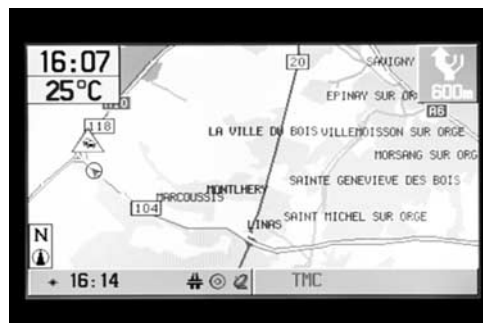 16:07
25°C
20
SAVIGNY
600m
EPINAY SUR OR
A6
118
LA VILLE DU BOIS
VILLEMOISSON SUR ORGE
MORSANG SUR ORG
SAINTE GENEVIEVE DES BOIS
MONTLHERY
MARCOUSSIS
104
LINAS
SAINT MICHEL SUR ORGE
N
16:14
TMC